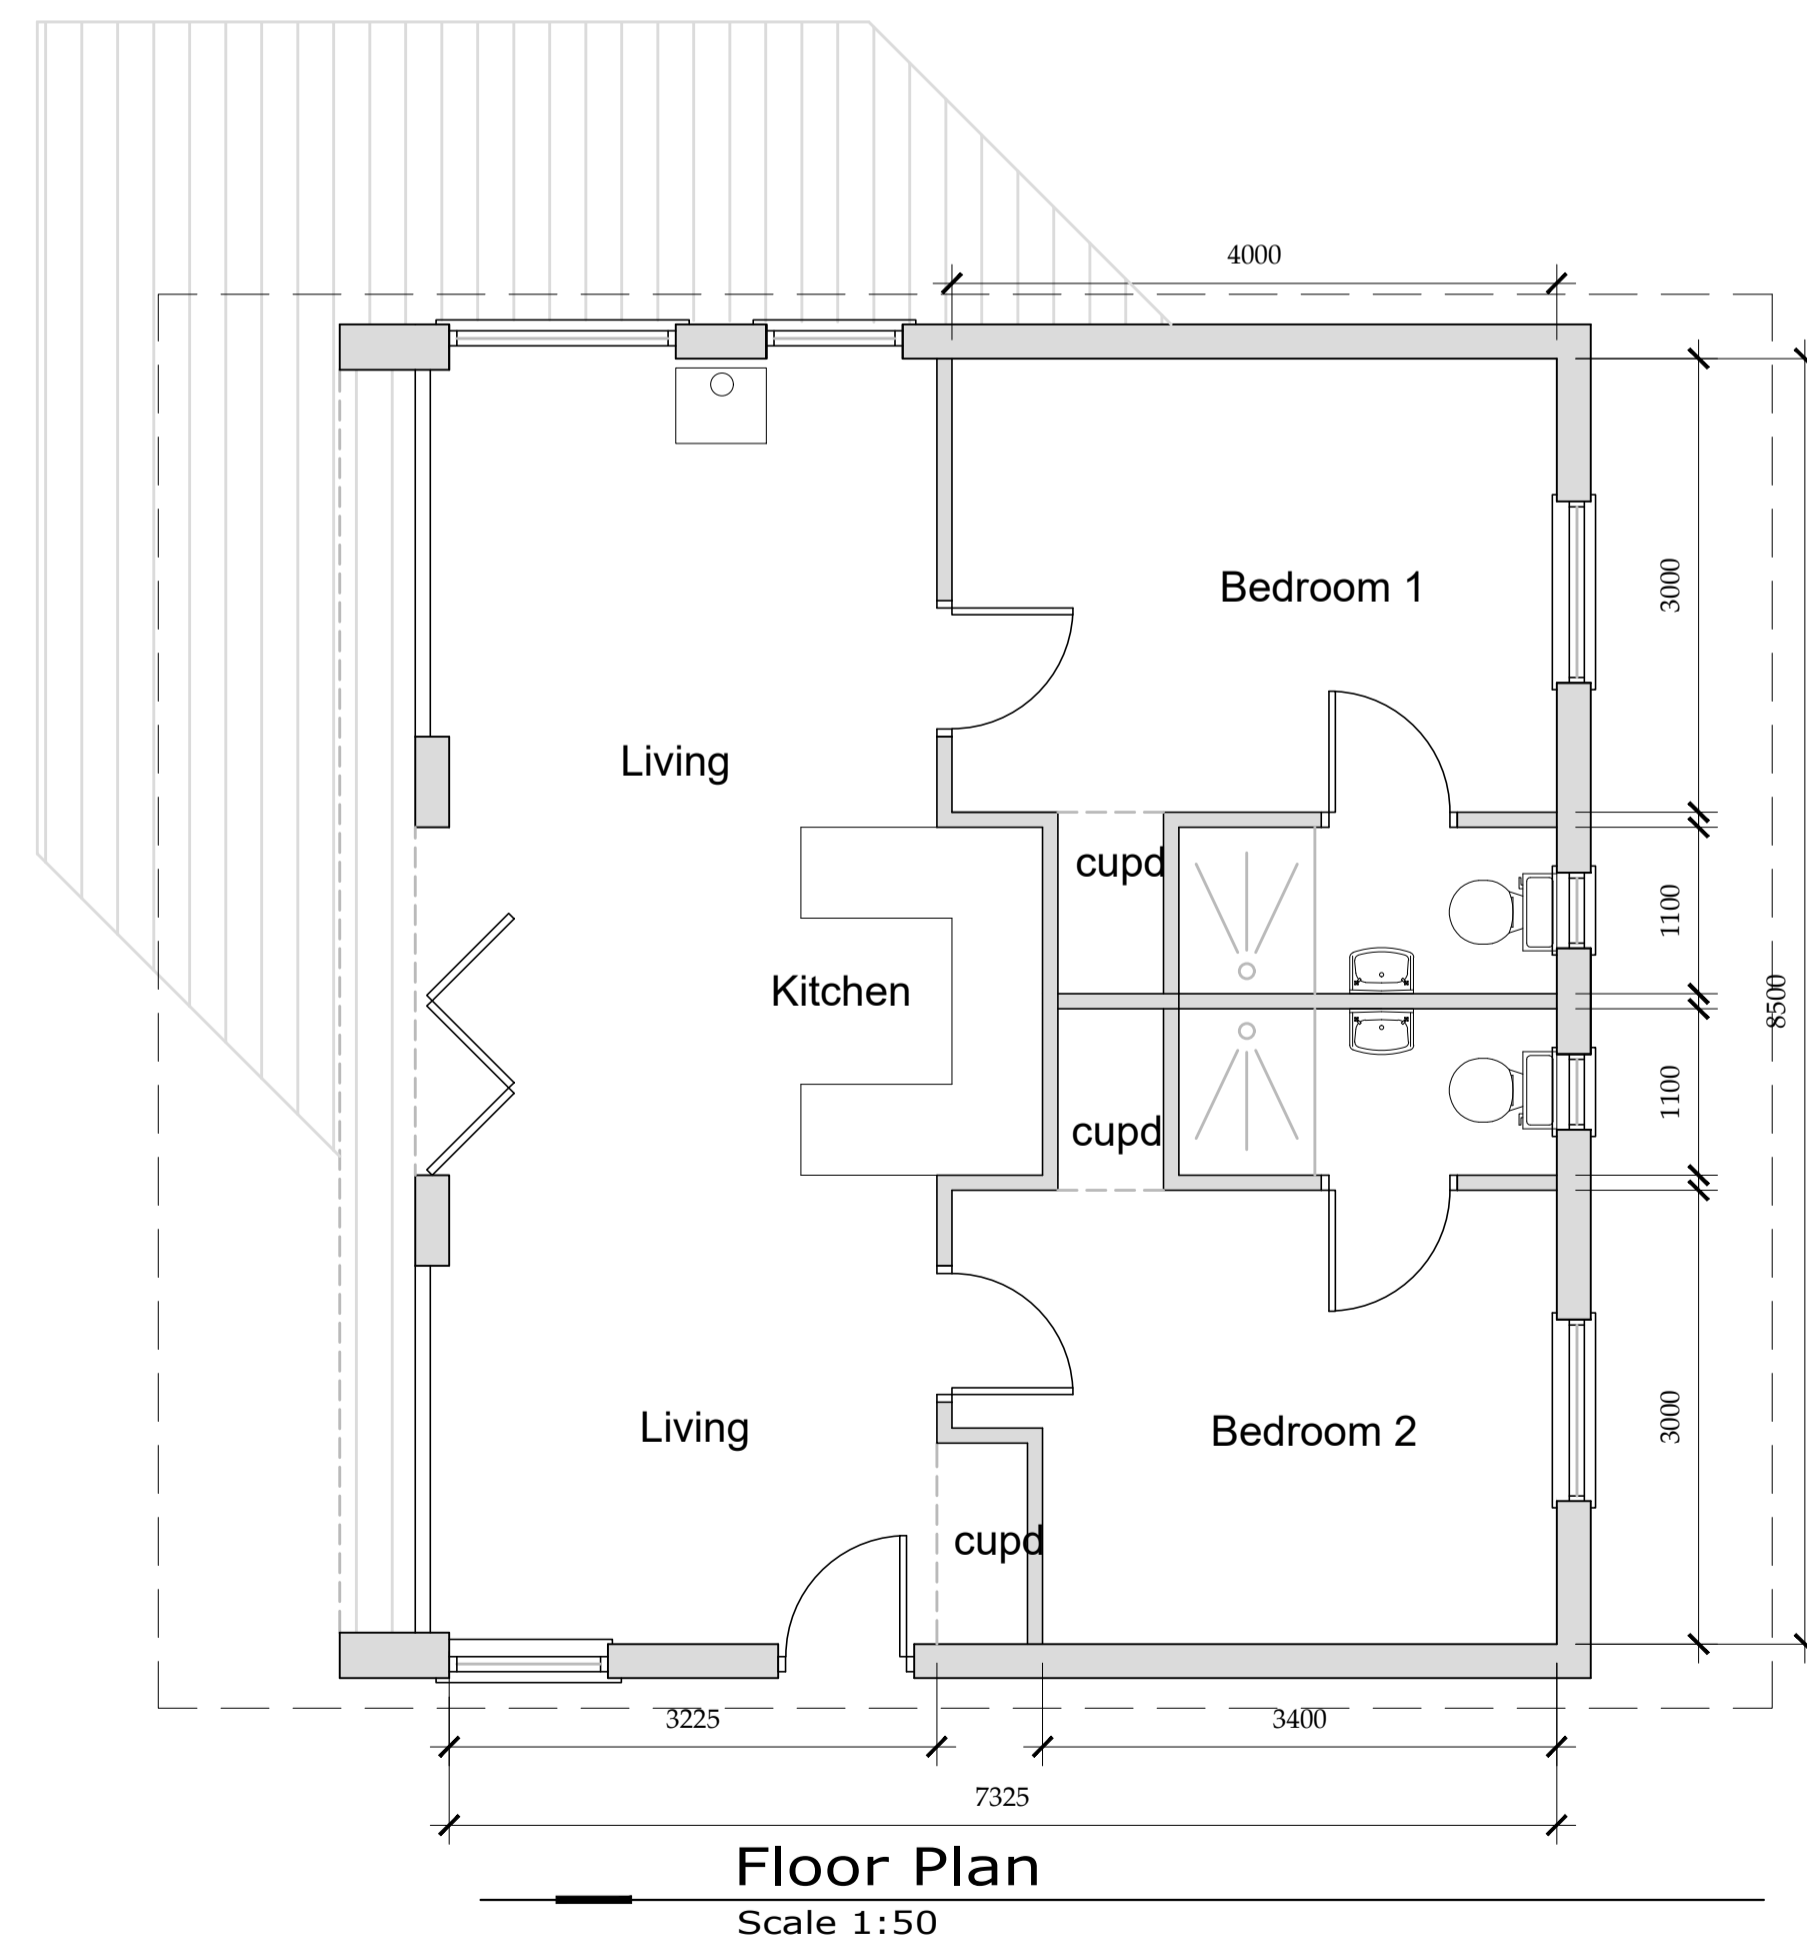 4000
Bedroom 1
3000
Living
cupd
1100
Kitchen
8500
1100
cupd
Living
Bedroom 2
3000
cupd
3225
3400
7325
Floor Plan
Scale 1:50